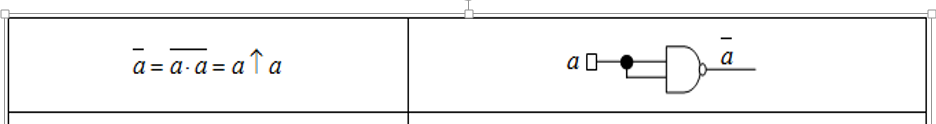 a̅ = \overline{a · a} = a ↑ a
a a̅